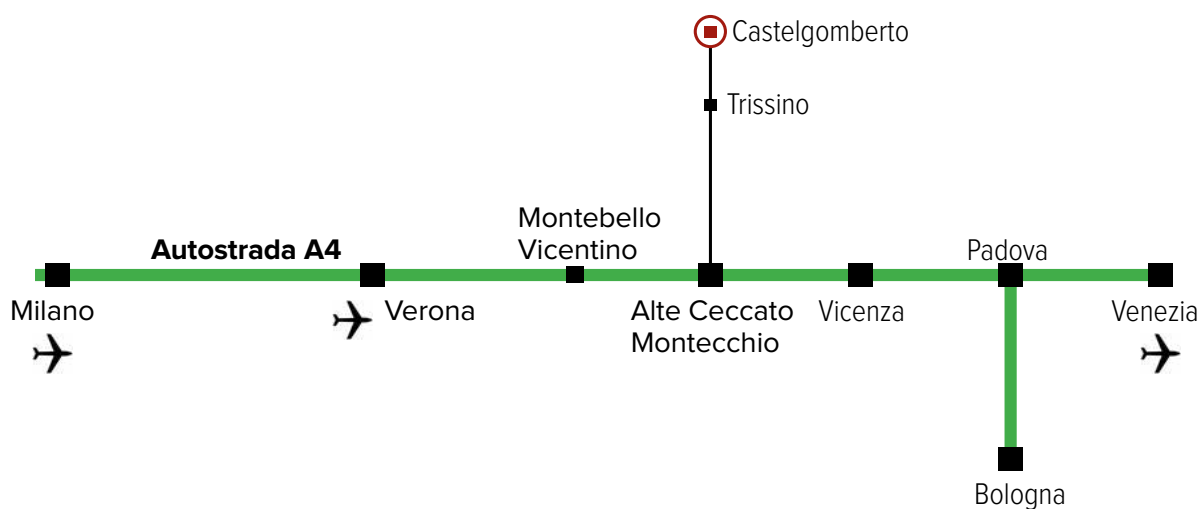 Castelgomberto
Trissino
Montebello
Vicentino
Autostrada A4
Padova
Milano
Verona
Alte Ceccato
Montecchio
Vicenza
Venezia
Bologna